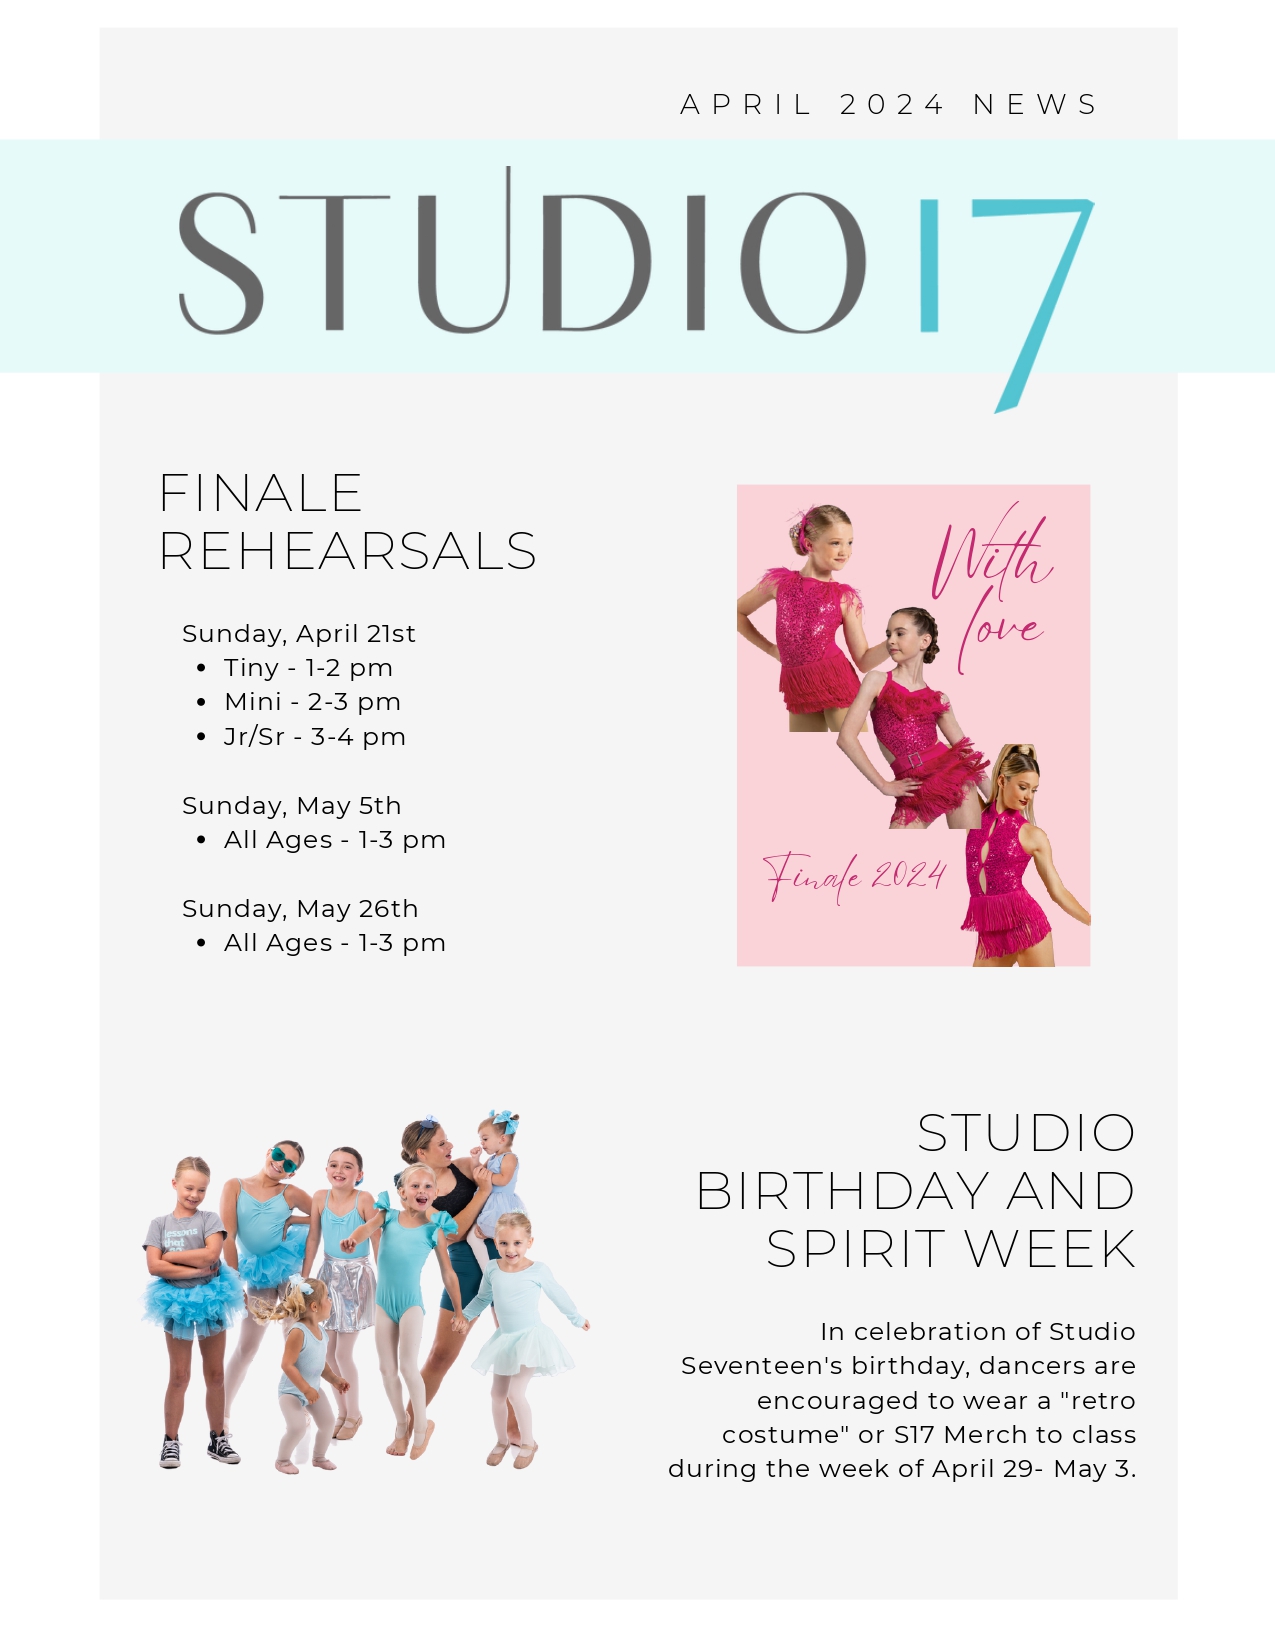 APRIL 2024 NEWS
STUDIO17
FINALE
REHEARSALS
Sunday, April 21st
• Tiny - 1-2 pm
• Mini - 2-3 pm
• Jr/Sr - 3-4 pm
Sunday, May 5th
• All Ages - 1-3 pm
Sunday, May 26th
• All Ages - 1-3 pm
With
love
Finale 2024
lessons
that
STUDIO
BIRTHDAY AND
SPIRIT WEEK
In celebration of Studio
Seventeen's birthday, dancers are
encouraged to wear a "retro
costume" or S17 Merch to class
during the week of April 29- May 3.